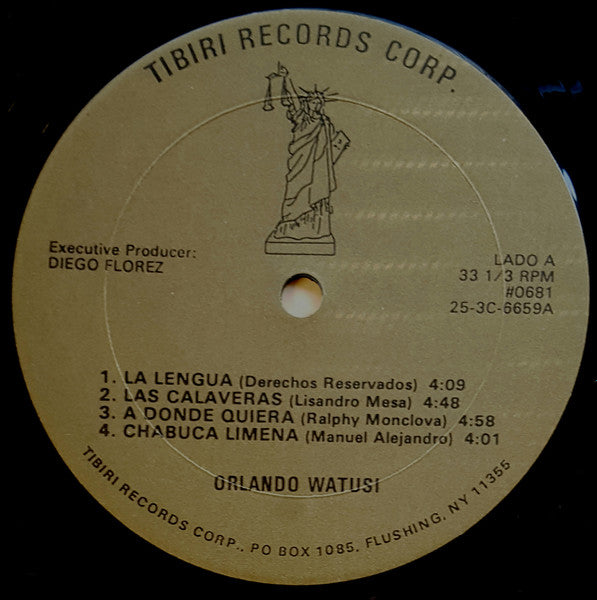 TIBIRI RECORDS CORP.
Executive Producer:
DIEGO FLOREZ
LADO A
33 1/3 RPM
#0681
25-3C-6659A
1. LA LENGUA (Derechos Reservados) 4:09
2. LAS CALAVERAS (Lisandro Mesa) 4:48
3. A DONDE QUIERA (Ralphy Monclova) 4:58
4. CHABUCA LIMENA (Manuel Alejandro) 4:01
ORLANDO WATUSI
TIBIRI RECORDS CORP., PO BOX 1085, FLUSHING, NY 11355